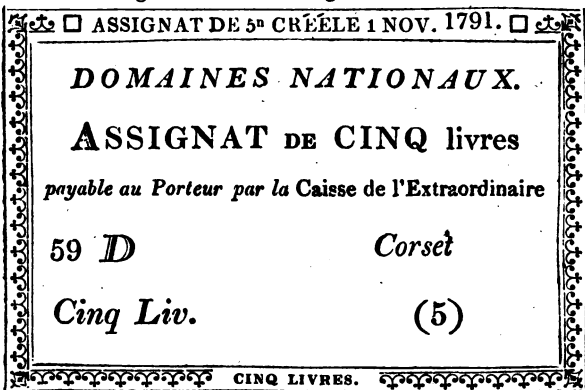 ASSIGNAT DE 5ⁿ CRÉÉLE 1 NOV. 1791.
DOMAINES NATIONAUX.
ASSIGNAT DE CINQ livres
payable au Porteur par la Caisse de l'Extraordinaire
59 D Corset
Cinq Liv. (5)
CINQ LIVRES.